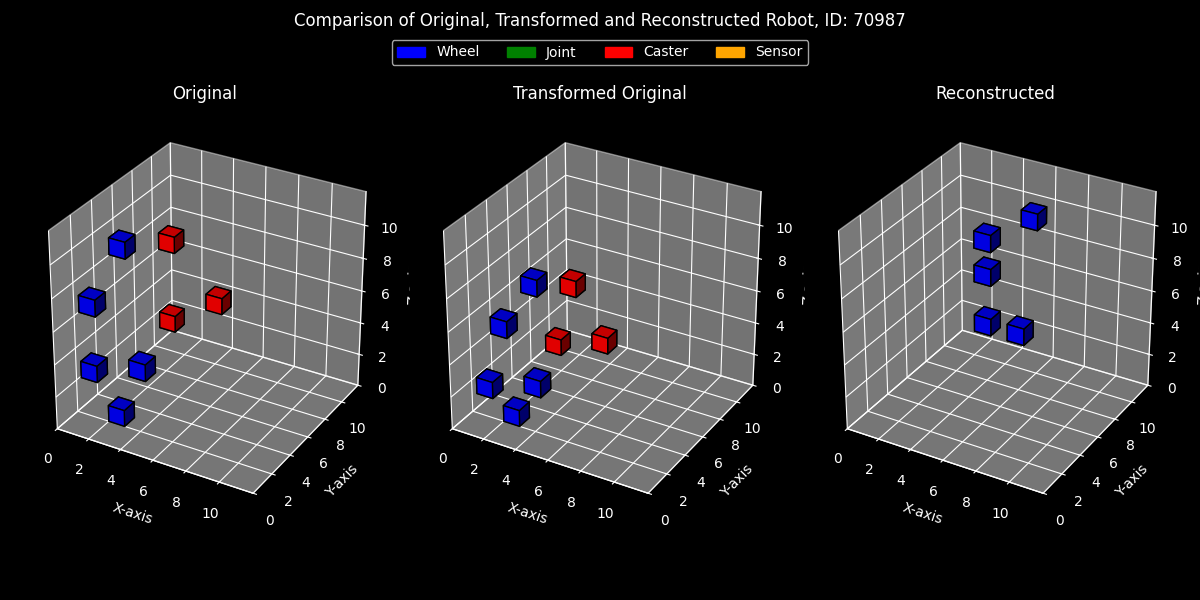 Comparison of Original, Transformed and Reconstructed Robot, ID: 70987
Wheel Joint Caster Sensor
Original Transformed Original Reconstructed
10 10 10
8 8 8
6 6 6
4 4 4
2 2 2
0 0 0
10 10 10
8 8 8
6 6 6
4 4 4
2 2 2
0 0 0
0 2 4 6 8 10 0 2 4 6 8 10 0 2 4 6 8 10
X-axis Y-axis X-axis Y-axis X-axis Y-axis